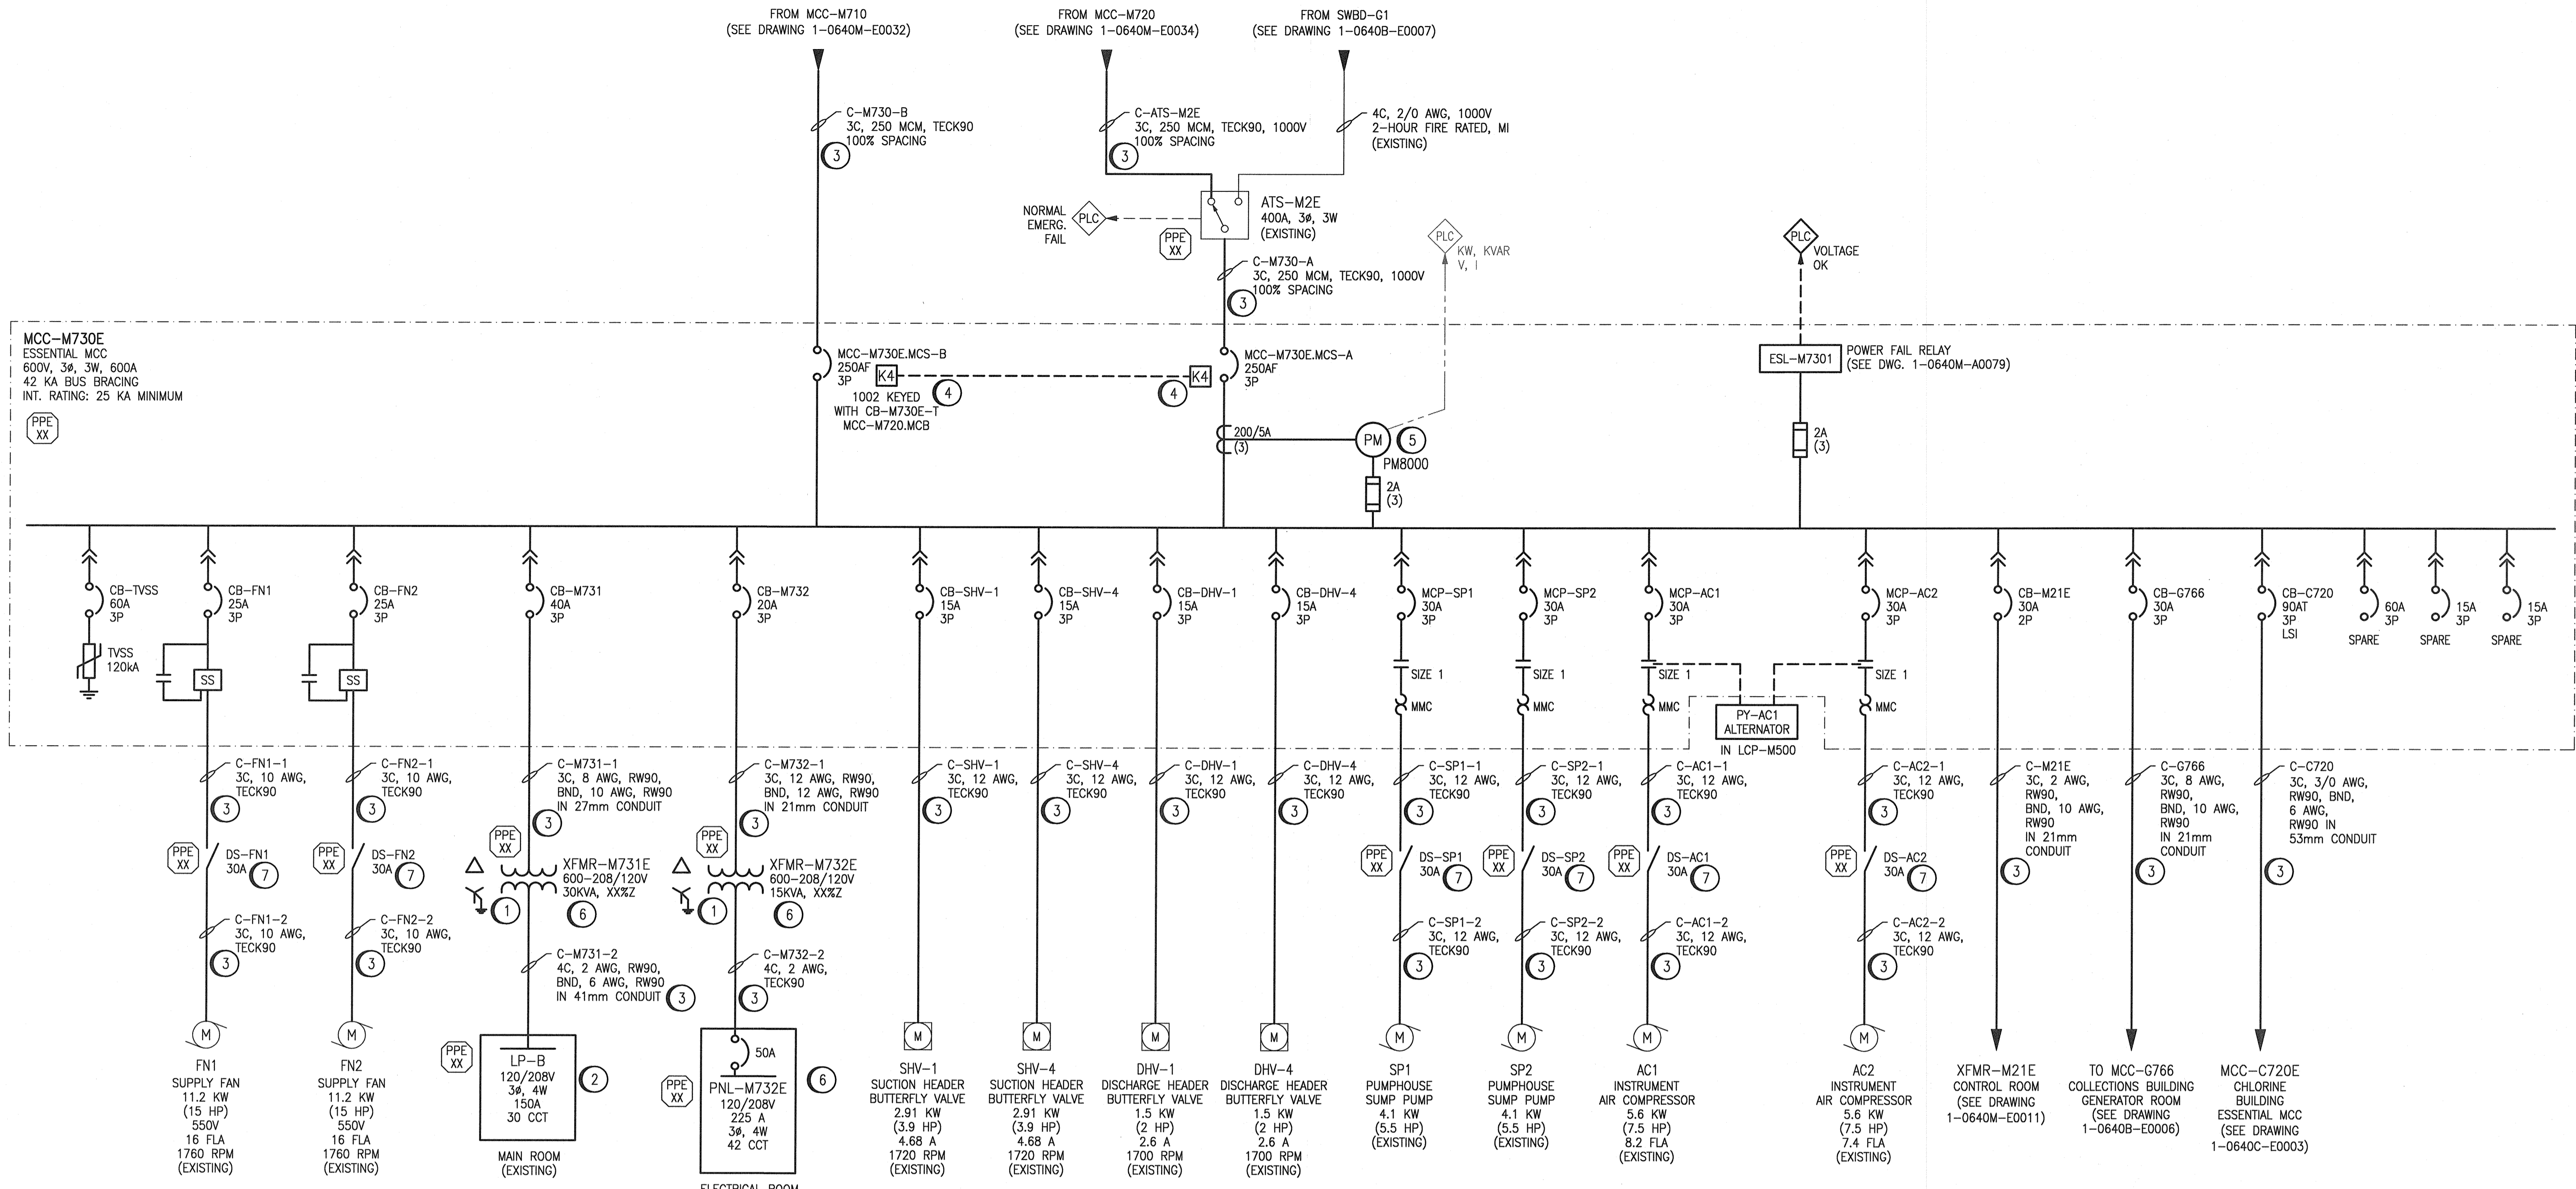 FROM MCC-M710
(SEE DRAWING 1-0640M-E0032)
FROM MCC-M720
(SEE DRAWING 1-0640M-E0034)
FROM SWBD-G1
(SEE DRAWING 1-0640B-E0007)
C-M730-B
3C, 250 MCM, TECK90
100% SPACING
3
C-ATS-M2E
3C, 250 MCM, TECK90, 1000V
100% SPACING
3
4C, 2/0 AWG, 1000V
2-HOUR FIRE RATED, MI
(EXISTING)
NORMAL
EMERG.
FAIL
PLC
PPE
XX
ATS-M2E
400A, 3ø, 3W
(EXISTING)
C-M730-A
3C, 250 MCM, TECK90, 1000V
100% SPACING
3
PLC
KW, KVAR
V, I
PLC
VOLTAGE
OK
MCC-M730E
ESSENTIAL MCC
600V, 3ø, 3W, 600A
42 KA BUS BRACING
INT. RATING: 25 KA MINIMUM
PPE
XX
MCC-M730E.MCS-B
250AF
3P
K4
1002 KEYED
WITH CB-M730E-T
MCC-M720.MCB
4
4
K4
MCC-M730E.MCS-A
250AF
3P
200/5A
(3)
PM
5
PM8000
2A
(3)
ESL-M7301
POWER FAIL RELAY
(SEE DWG. 1-0640M-A0079)
2A
(3)
CB-TVSS
60A
3P
TVSS
120kA
CB-FN1
25A
3P
SS
CB-FN2
25A
3P
SS
CB-M731
40A
3P
CB-M732
20A
3P
CB-SHV-1
15A
3P
CB-SHV-4
15A
3P
CB-DHV-1
15A
3P
CB-DHV-4
15A
3P
MCP-SP1
30A
3P
SIZE 1
MMC
MCP-SP2
30A
3P
SIZE 1
MMC
MCP-AC1
30A
3P
SIZE 1
MMC
PY-AC1
ALTERNATOR
IN LCP-M500
MCP-AC2
30A
3P
SIZE 1
MMC
CB-M21E
30A
2P
CB-G766
30A
3P
CB-C720
90AT
3P
LSI
60A
3P
SPARE
15A
3P
SPARE
15A
3P
SPARE
C-FN1-1
3C, 10 AWG,
TECK90
3
PPE
XX
DS-FN1
30A
7
C-FN1-2
3C, 10 AWG,
TECK90
3
M
FN1
SUPPLY FAN
11.2 KW
(15 HP)
550V
16 FLA
1760 RPM
(EXISTING)
C-FN2-1
3C, 10 AWG,
TECK90
3
PPE
XX
DS-FN2
30A
7
C-FN2-2
3C, 10 AWG,
TECK90
3
M
FN2
SUPPLY FAN
11.2 KW
(15 HP)
550V
16 FLA
1760 RPM
(EXISTING)
C-M731-1
3C, 8 AWG, RW90,
BND, 10 AWG, RW90
IN 27mm CONDUIT
3
PPE
XX
XFMR-M731E
600-208/120V
30KVA, XX%Z
1
6
C-M731-2
4C, 2 AWG, RW90,
BND, 6 AWG, RW90
IN 41mm CONDUIT
3
PPE
XX
LP-B
120/208V
3ø, 4W
150A
30 CCT
2
MAIN ROOM
(EXISTING)
C-M732-1
3C, 12 AWG, RW90,
BND, 12 AWG, RW90
IN 21mm CONDUIT
3
PPE
XX
XFMR-M732E
600-208/120V
15KVA, XX%Z
1
6
C-M732-2
4C, 2 AWG,
TECK90
3
50A
PPE
XX
PNL-M732E
120/208V
225 A
3ø, 4W
42 CCT
6
ELECTRICAL ROOM
C-SHV-1
3C, 12 AWG,
TECK90
3
M
SHV-1
SUCTION HEADER
BUTTERFLY VALVE
2.91 KW
(3.9 HP)
4.68 A
1720 RPM
(EXISTING)
C-SHV-4
3C, 12 AWG,
TECK90
3
M
SHV-4
SUCTION HEADER
BUTTERFLY VALVE
2.91 KW
(3.9 HP)
4.68 A
1720 RPM
(EXISTING)
C-DHV-1
3C, 12 AWG,
TECK90
3
M
DHV-1
DISCHARGE HEADER
BUTTERFLY VALVE
1.5 KW
(2 HP)
2.6 A
1700 RPM
(EXISTING)
C-DHV-4
3C, 12 AWG,
TECK90
3
M
DHV-4
DISCHARGE HEADER
BUTTERFLY VALVE
1.5 KW
(2 HP)
2.6 A
1700 RPM
(EXISTING)
C-SP1-1
3C, 12 AWG,
TECK90
3
PPE
XX
DS-SP1
30A
7
C-SP1-2
3C, 12 AWG,
TECK90
3
M
SP1
PUMPHOUSE
SUMP PUMP
4.1 KW
(5.5 HP)
(EXISTING)
C-SP2-1
3C, 12 AWG,
TECK90
3
PPE
XX
DS-SP2
30A
7
C-SP2-2
3C, 12 AWG,
TECK90
3
M
SP2
PUMPHOUSE
SUMP PUMP
4.1 KW
(5.5 HP)
(EXISTING)
C-AC1-1
3C, 12 AWG,
TECK90
3
PPE
XX
DS-AC1
30A
7
C-AC1-2
3C, 12 AWG,
TECK90
3
M
AC1
INSTRUMENT
AIR COMPRESSOR
5.6 KW
(7.5 HP)
8.2 FLA
(EXISTING)
C-AC2-1
3C, 12 AWG,
TECK90
3
PPE
XX
DS-AC2
30A
7
C-AC2-2
3C, 12 AWG,
TECK90
3
M
AC2
INSTRUMENT
AIR COMPRESSOR
5.6 KW
(7.5 HP)
7.4 FLA
(EXISTING)
C-M21E
3C, 2 AWG,
RW90,
BND, 10 AWG,
RW90
IN 21mm
CONDUIT
3
XFMR-M21E
CONTROL ROOM
(SEE DRAWING
1-0640M-E0011)
C-G766
3C, 8 AWG,
RW90,
BND, 10 AWG,
RW90
IN 21mm
CONDUIT
3
TO MCC-G766
COLLECTIONS BUILDING
GENERATOR ROOM
(SEE DRAWING
1-0640B-E0006)
C-C720
3C, 3/0 AWG,
RW90, BND,
6 AWG,
RW90 IN
53mm CONDUIT
3
MCC-C720E
CHLORINE
BUILDING
ESSENTIAL MCC
(SEE DRAWING
1-0640C-E0003)